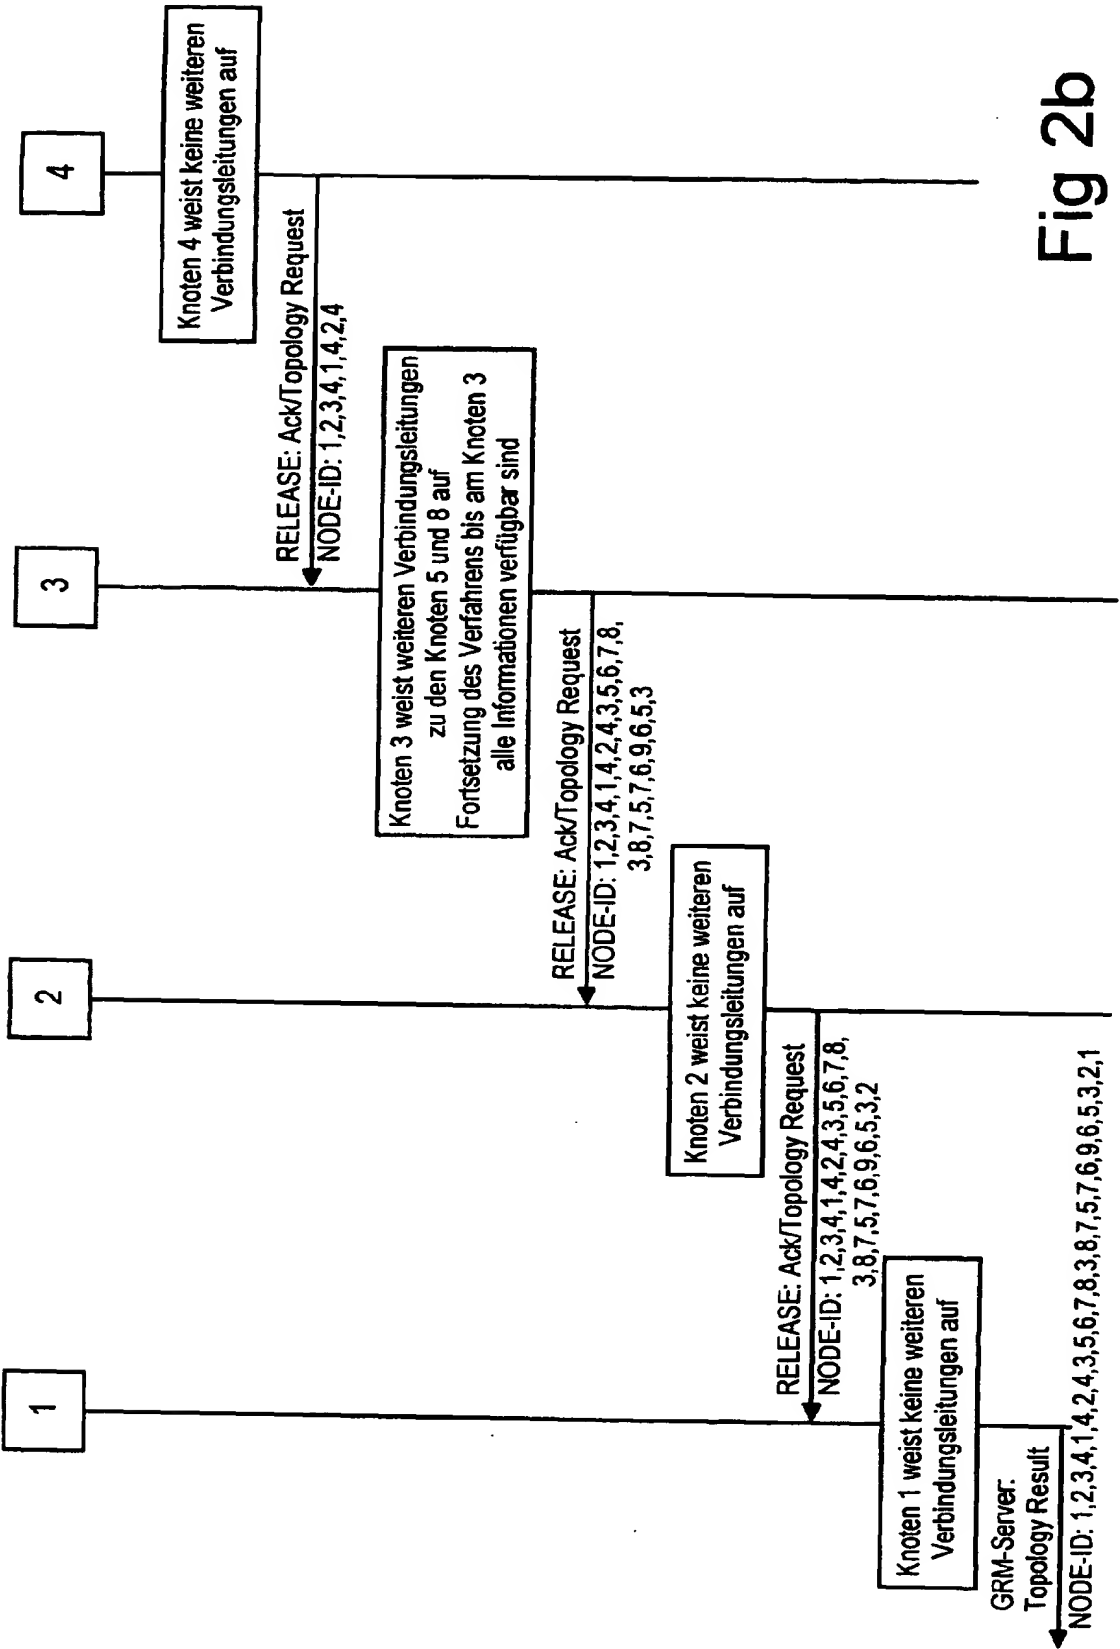 1
2
3
4
Knoten 4 weist keine weiteren
Verbindungsleitungen auf
RELEASE: Ack/Topology Request
NODE-ID: 1,2,3,4,1,4,2,4
Knoten 3 weist weiteren Verbindungsleitungen
zu den Knoten 5 und 8 auf
Fortsetzung des Verfahrens bis am Knoten 3
alle Informationen verfügbar sind
RELEASE: Ack/Topology Request
NODE-ID: 1,2,3,4,1,4,2,4,3,5,6,7,8,
3,8,7,5,7,6,9,6,5,3
Knoten 2 weist keine weiteren
Verbindungsleitungen auf
RELEASE: Ack/Topology Request
NODE-ID: 1,2,3,4,1,4,2,4,3,5,6,7,8,
3,8,7,5,7,6,9,6,5,3,2
Knoten 1 weist keine weiteren
Verbindungsleitungen auf
GRM-Server:
Topology Result
NODE-ID: 1,2,3,4,1,4,2,4,3,5,6,7,8,3,8,7,5,7,6,9,6,5,3,2,1
Fig 2b